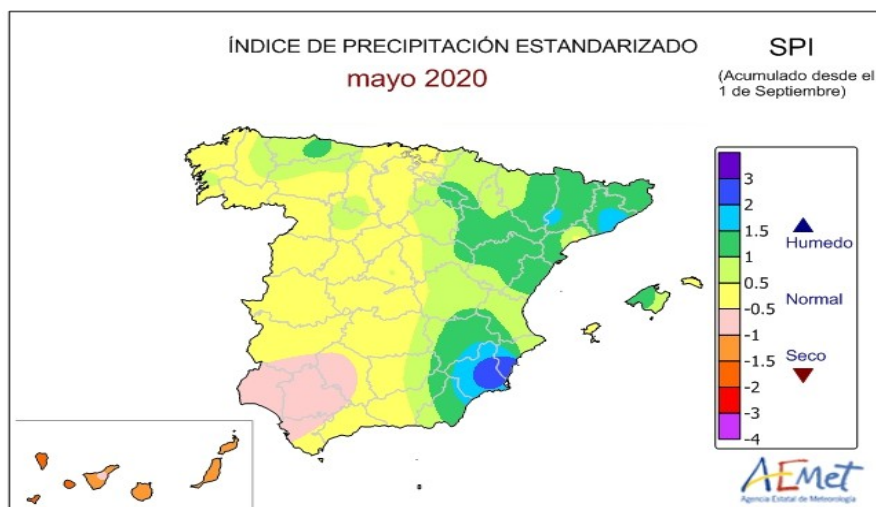 ÍNDICE DE PRECIPITACIÓN ESTANDARIZADO
mayo 2020
SPI
(Acumulado desde el
1 de Septiembre)
3
2
1.5
1
0.5
-0.5
-1
-1.5
-2
-3
-4
Humedo
Normal
Seco
AEMet
Agencia Estatal de Meteorología